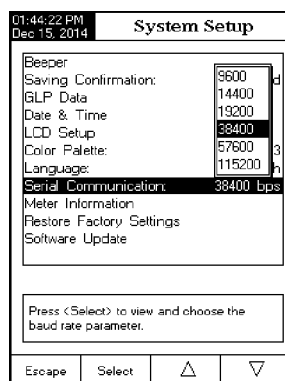 01:44:22 PM
Dec 15, 2014
System Setup
Beeper
Saving Confirmation: d
GLP Data
Date & Time
LCD Setup
Color Palette: 3
Language: h
Serial Communication: 38400 bps
Meter Information
Restore Factory Settings
Software Update
9600
14400
19200
38400
57600
115200
Press <Select> to view and choose the
baud rate parameter.
Escape Select △ ▽